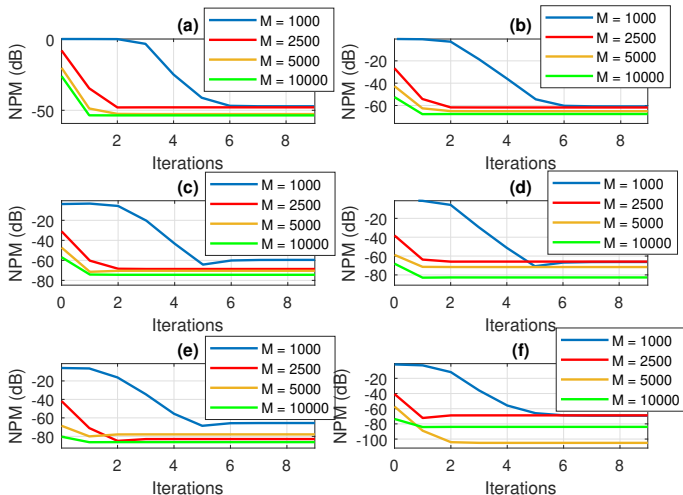 (a)
M = 1000
M = 2500
M = 5000
M = 10000
0
-50
NPM (dB)
0 2 4 6 8
Iterations
(b)
M = 1000
M = 2500
M = 5000
M = 10000
-20
-40
-60
NPM (dB)
0 2 4 6 8
Iterations
(c)
M = 1000
M = 2500
M = 5000
M = 10000
-20
-40
-60
-80
NPM (dB)
0 2 4 6 8
Iterations
(d)
M = 1000
M = 2500
M = 5000
M = 10000
-20
-40
-60
-80
NPM (dB)
0 2 4 6 8
Iterations
(e)
M = 1000
M = 2500
M = 5000
M = 10000
-20
-40
-60
-80
NPM (dB)
0 2 4 6 8
Iterations
(f)
M = 1000
M = 2500
M = 5000
M = 10000
-20
-40
-60
-80
-100
NPM (dB)
0 2 4 6 8
Iterations